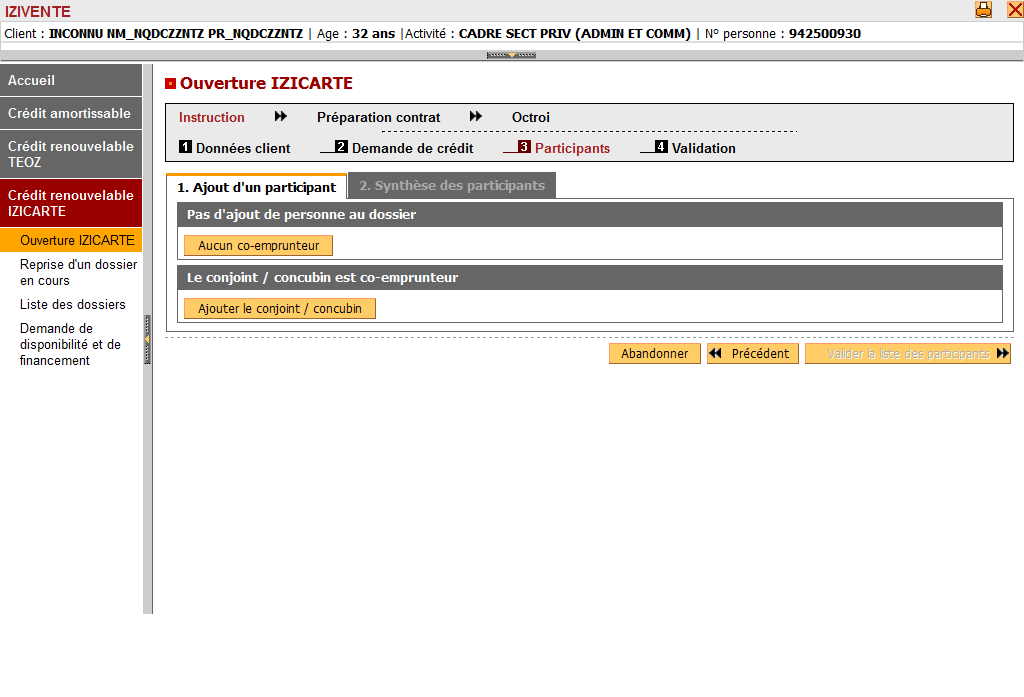 IZIVENTE
Client : INCONNU NM_NQDCZZNTZ PR_NQDCZZNTZ | Age : 32 ans |Activité : CADRE SECT PRIV (ADMIN ET COMM) | N° personne : 942500930
Accueil
Crédit amortissable
Crédit renouvelable
TEOZ
Crédit renouvelable
IZICARTE
Ouverture IZICARTE
Reprise d'un dossier
en cours
Liste des dossiers
Demande de
disponibilité et de
financement
Ouverture IZICARTE
Instruction Préparation contrat Octroi
1 Données client 2 Demande de crédit 3 Participants 4 Validation
1. Ajout d'un participant 2. Synthèse des participants
Pas d'ajout de personne au dossier
Aucun co-emprunteur
Le conjoint / concubin est co-emprunteur
Ajouter le conjoint / concubin
Abandonner Précédent Valider la liste des participants